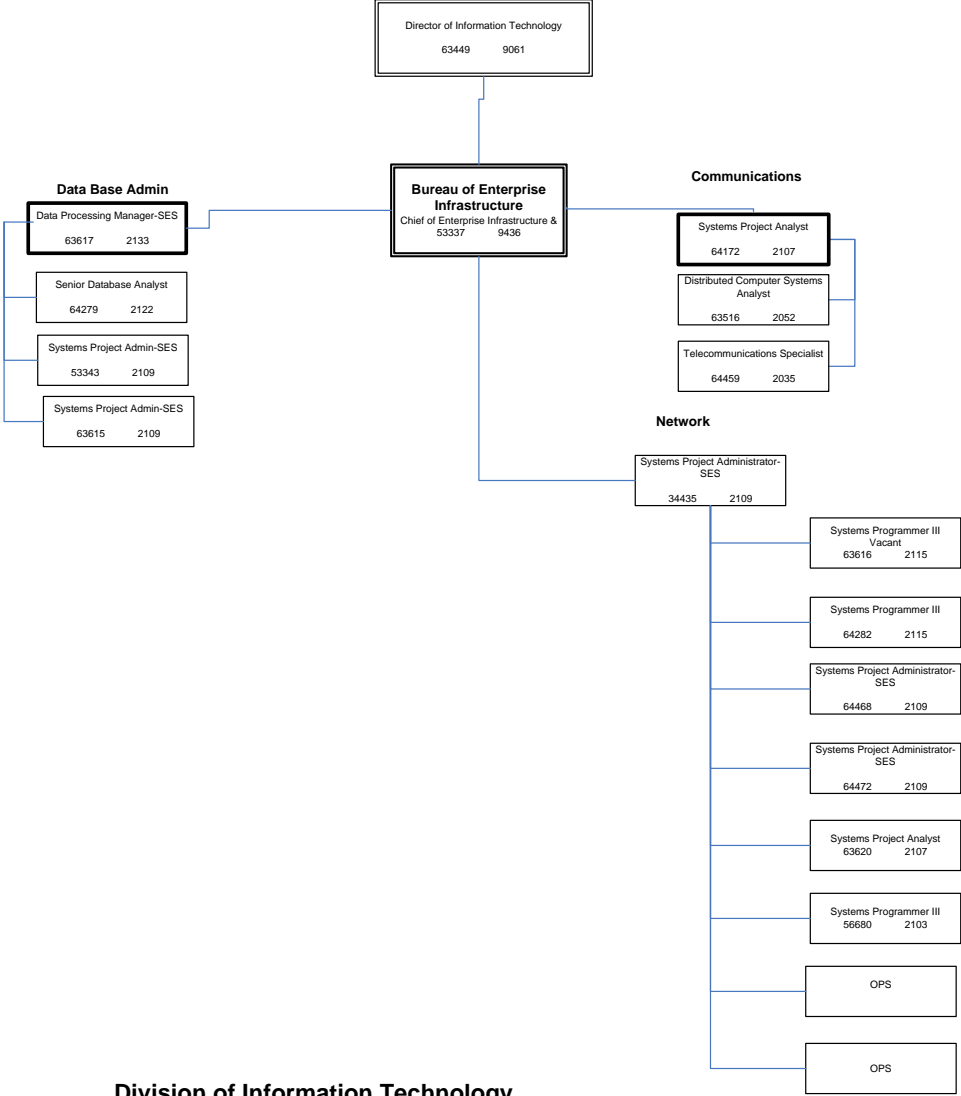 Director of Information Technology
63449 9061
Bureau of Enterprise
Infrastructure
Chief of Enterprise Infrastructure &
53337 9436
Data Base Admin
Data Processing Manager-SES
63617 2133
Senior Database Analyst
64279 2122
Systems Project Admin-SES
53343 2109
Systems Project Admin-SES
63615 2109
Communications
Systems Project Analyst
64172 2107
Distributed Computer Systems
Analyst
63516 2052
Telecommunications Specialist
64459 2035
Network
Systems Project Administrator-
SES
34435 2109
Systems Programmer III
Vacant
63616 2115
Systems Programmer III
64282 2115
Systems Project Administrator-
SES
64468 2109
Systems Project Administrator-
SES
64472 2109
Systems Project Analyst
63620 2107
Systems Programmer III
56680 2103
OPS
OPS
Division of Information Technology